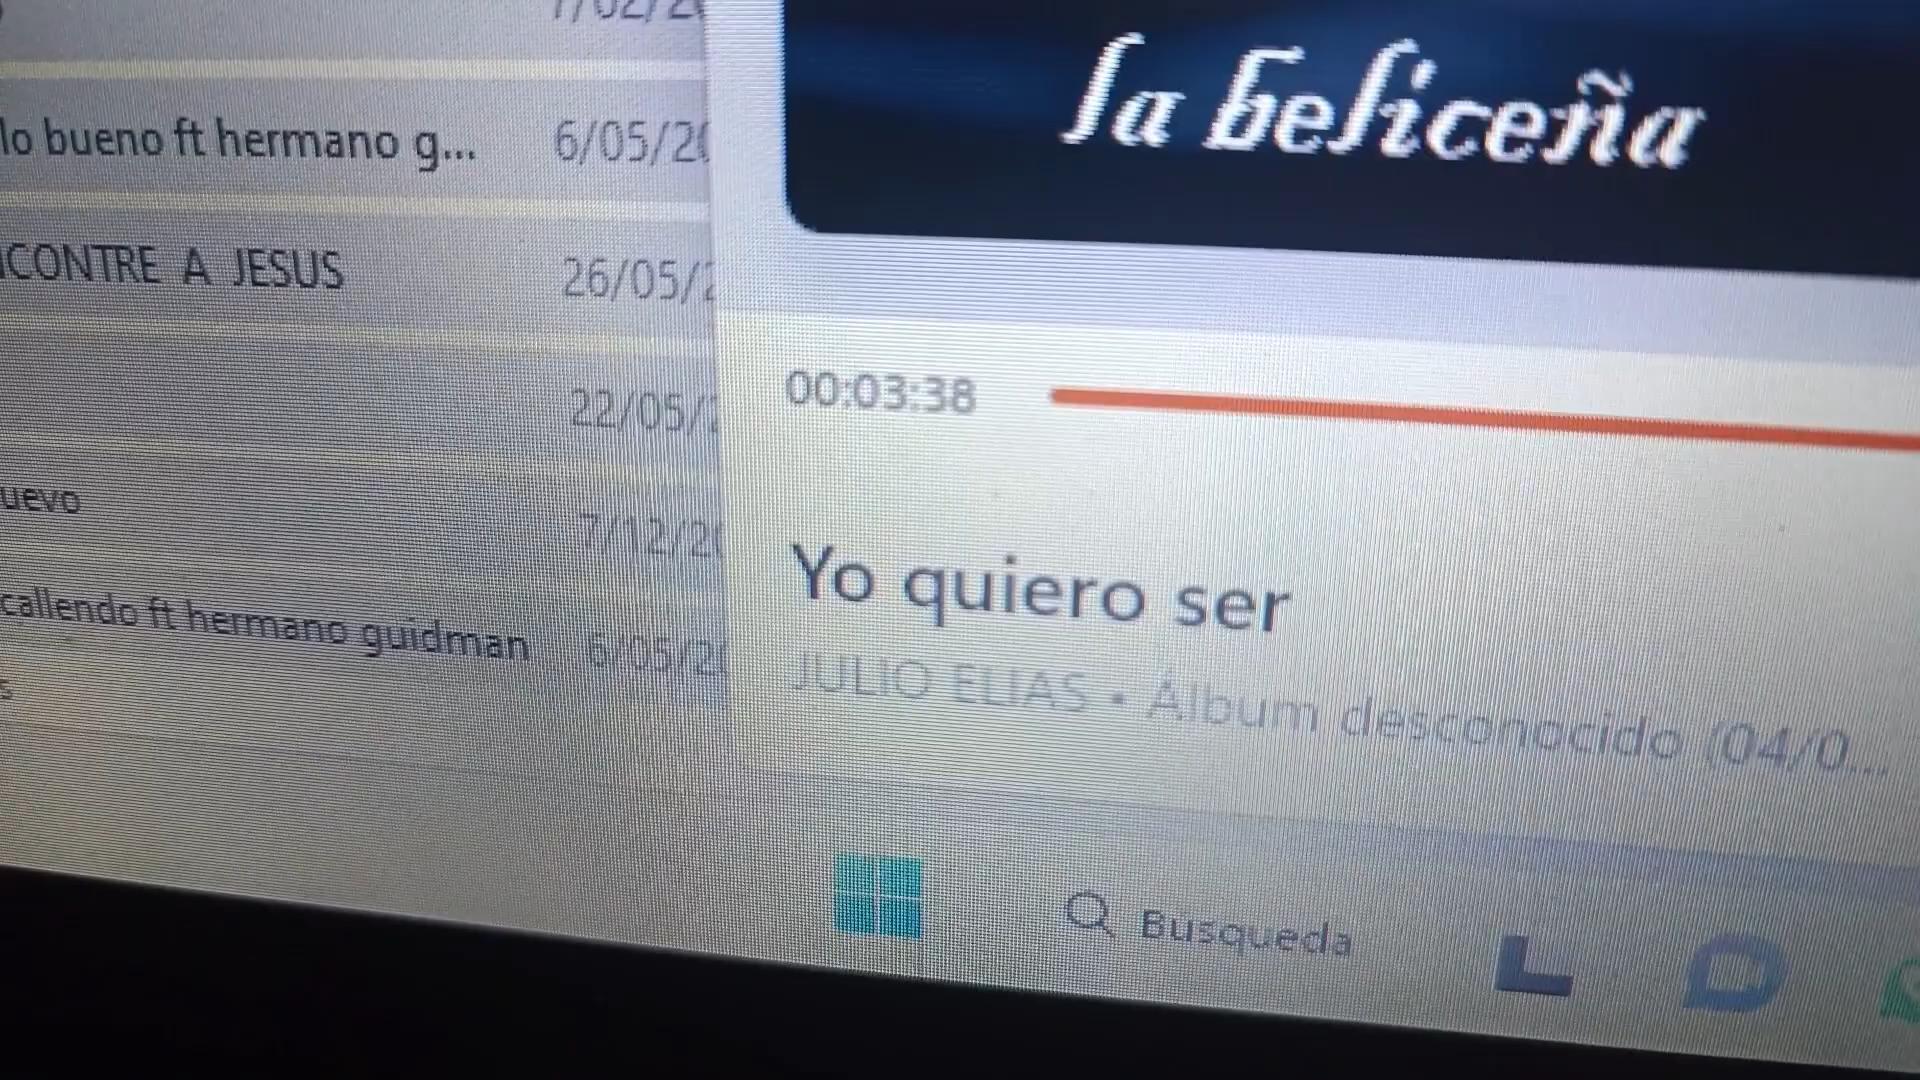 lo bueno ft hermano g...
6/05/2
CONTRE A JESUS
26/05/2
22/05/2
uevo
7/12/2
callendo ft hermano guidman
6/05/2
la beliceña
00:03:38
Yo quiero ser
JULIO ELIAS • Álbum desconocido (04/0...
Busqueda